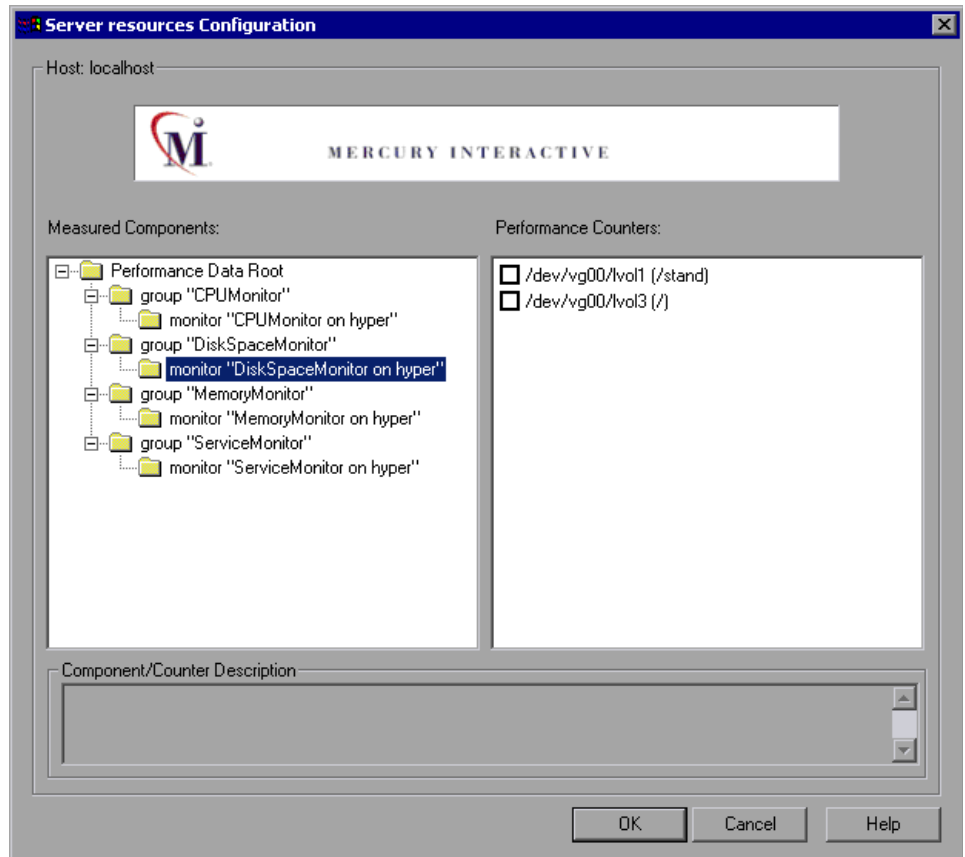 Server resources Configuration
Host: localhost
M
MERCURY INTERACTIVE
Measured Components:
Performance Counters:
Performance Data Root
group "CPUMonitor"
monitor "CPUMonitor on hyper"
group "DiskSpaceMonitor"
monitor "DiskSpaceMonitor on hyper"
group "MemoryMonitor"
monitor "MemoryMonitor on hyper"
group "ServiceMonitor"
monitor "ServiceMonitor on hyper"
/dev/vg00/lvol1 (/stand)
/dev/vg00/lvol3 (/)
Component/Counter Description
OK
Cancel
Help